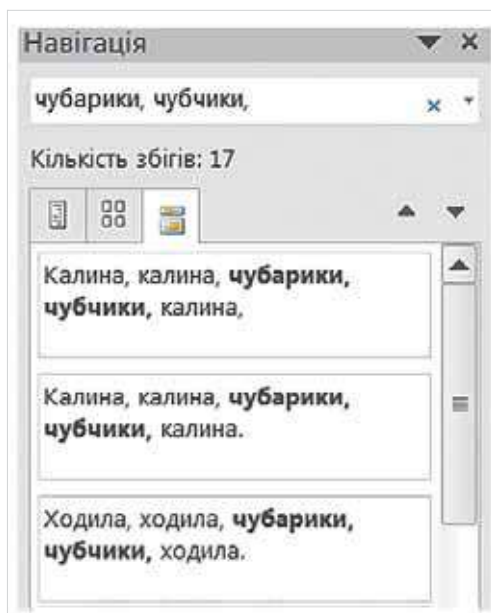 Навігація
чубарики, чубчики,
Кількість збігів: 17
Калина, калина, чубарики,
чубчики, калина,
Калина, калина, чубарики,
чубчики, калина.
Ходила, ходила, чубарики,
чубчики, ходила.